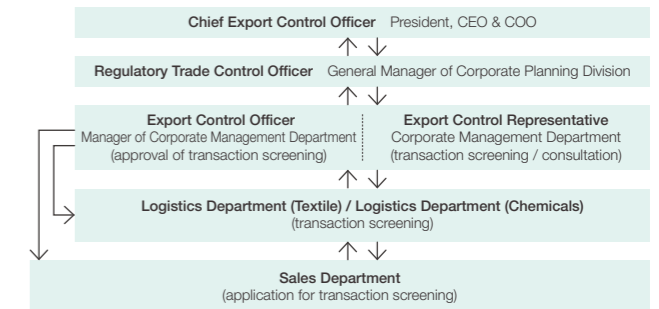 Chief Export Control Officer President, CEO & COO
Regulatory Trade Control Officer General Manager of Corporate Planning Division
Export Control Officer
Manager of Corporate Management Department
(approval of transaction screening)
Export Control Representative
Corporate Management Department
(transaction screening / consultation)
Logistics Department (Textile) / Logistics Department (Chemicals)
(transaction screening)
Sales Department
(application for transaction screening)